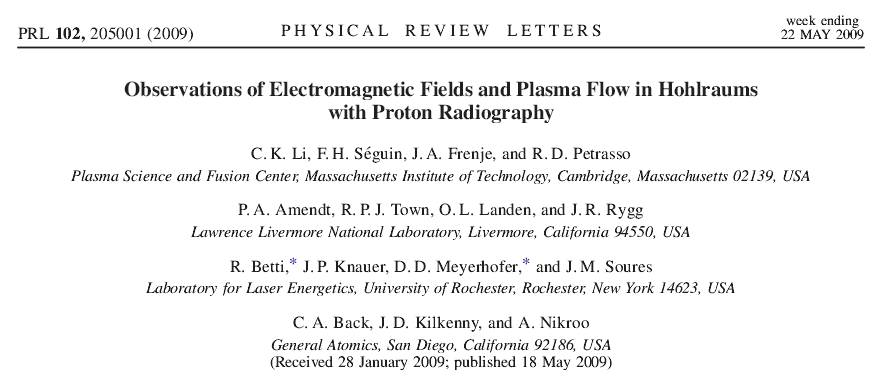 PRL 102, 205001 (2009) PHYSICAL REVIEW LETTERS week ending 22 MAY 2009
Observations of Electromagnetic Fields and Plasma Flow in Hohlraums
with Proton Radiography
C. K. Li, F. H. Séguin, J. A. Frenje, and R. D. Petrasso
Plasma Science and Fusion Center, Massachusetts Institute of Technology, Cambridge, Massachusetts 02139, USA
P. A. Amendt, R. P. J. Town, O. L. Landen, and J. R. Rygg
Lawrence Livermore National Laboratory, Livermore, California 94550, USA
R. Betti,* J. P. Knauer, D. D. Meyerhofer,* and J. M. Soures
Laboratory for Laser Energetics, University of Rochester, Rochester, New York 14623, USA
C. A. Back, J. D. Kilkenny, and A. Nikroo
General Atomics, San Diego, California 92186, USA
(Received 28 January 2009; published 18 May 2009)